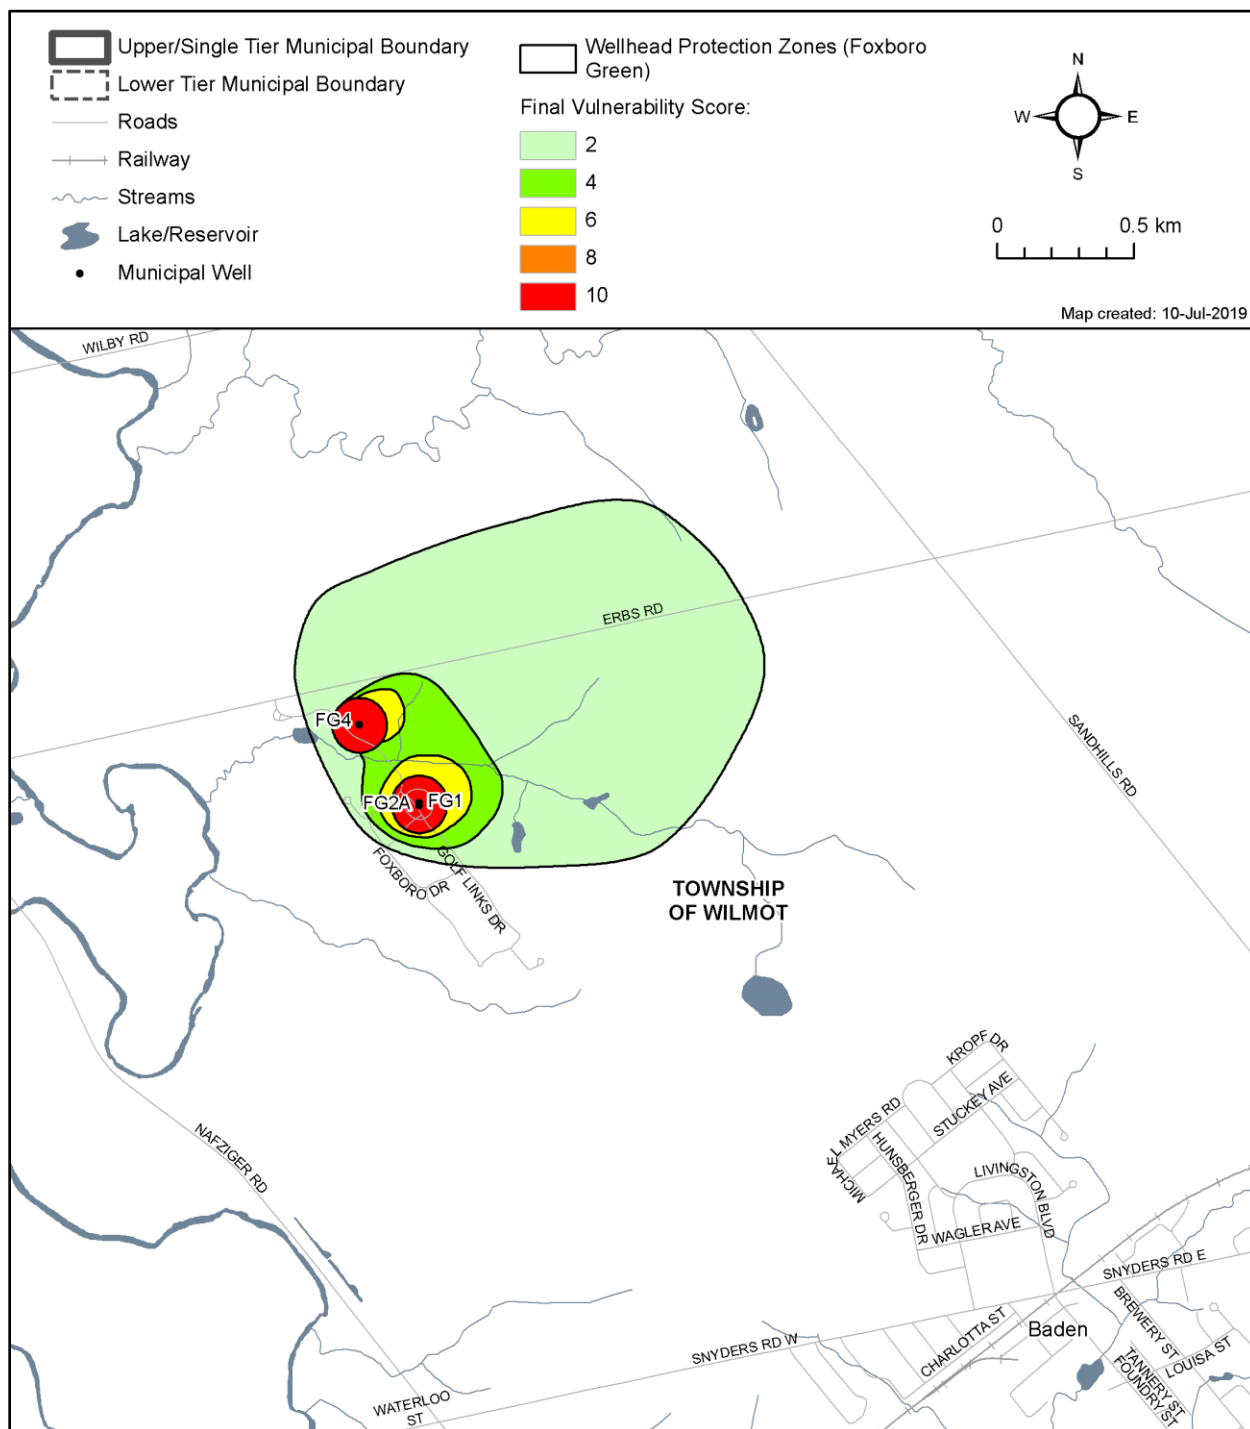 Upper/Single Tier Municipal Boundary
Lower Tier Municipal Boundary
Roads
Railway
Streams
Lake/Reservoir
Municipal Well
Wellhead Protection Zones (Foxboro
Green)
Final Vulnerability Score:
2
4
6
8
10
N
W
E
S
0
0.5 km
Map created: 10-Jul-2019
WILBY RD
ERBS RD
SANDHILLS RD
FG4
FG2A
FG1
FOXBORO DR
GOLF LINKS DR
TOWNSHIP
OF WILMOT
NAFZIGER RD
KROPF DR
STUCKEY AVE
MICHAEL MYERS RD
HUNSBERGER DR
LIVINGSTON BLVD
WAGLER AVE
SNYDERS RD E
BREWERY ST
Baden
CHARLOTTA ST
SNYDERS RD W
LOUISA ST
TANNERY ST
FOUNDRY ST
WATERLOO
ST